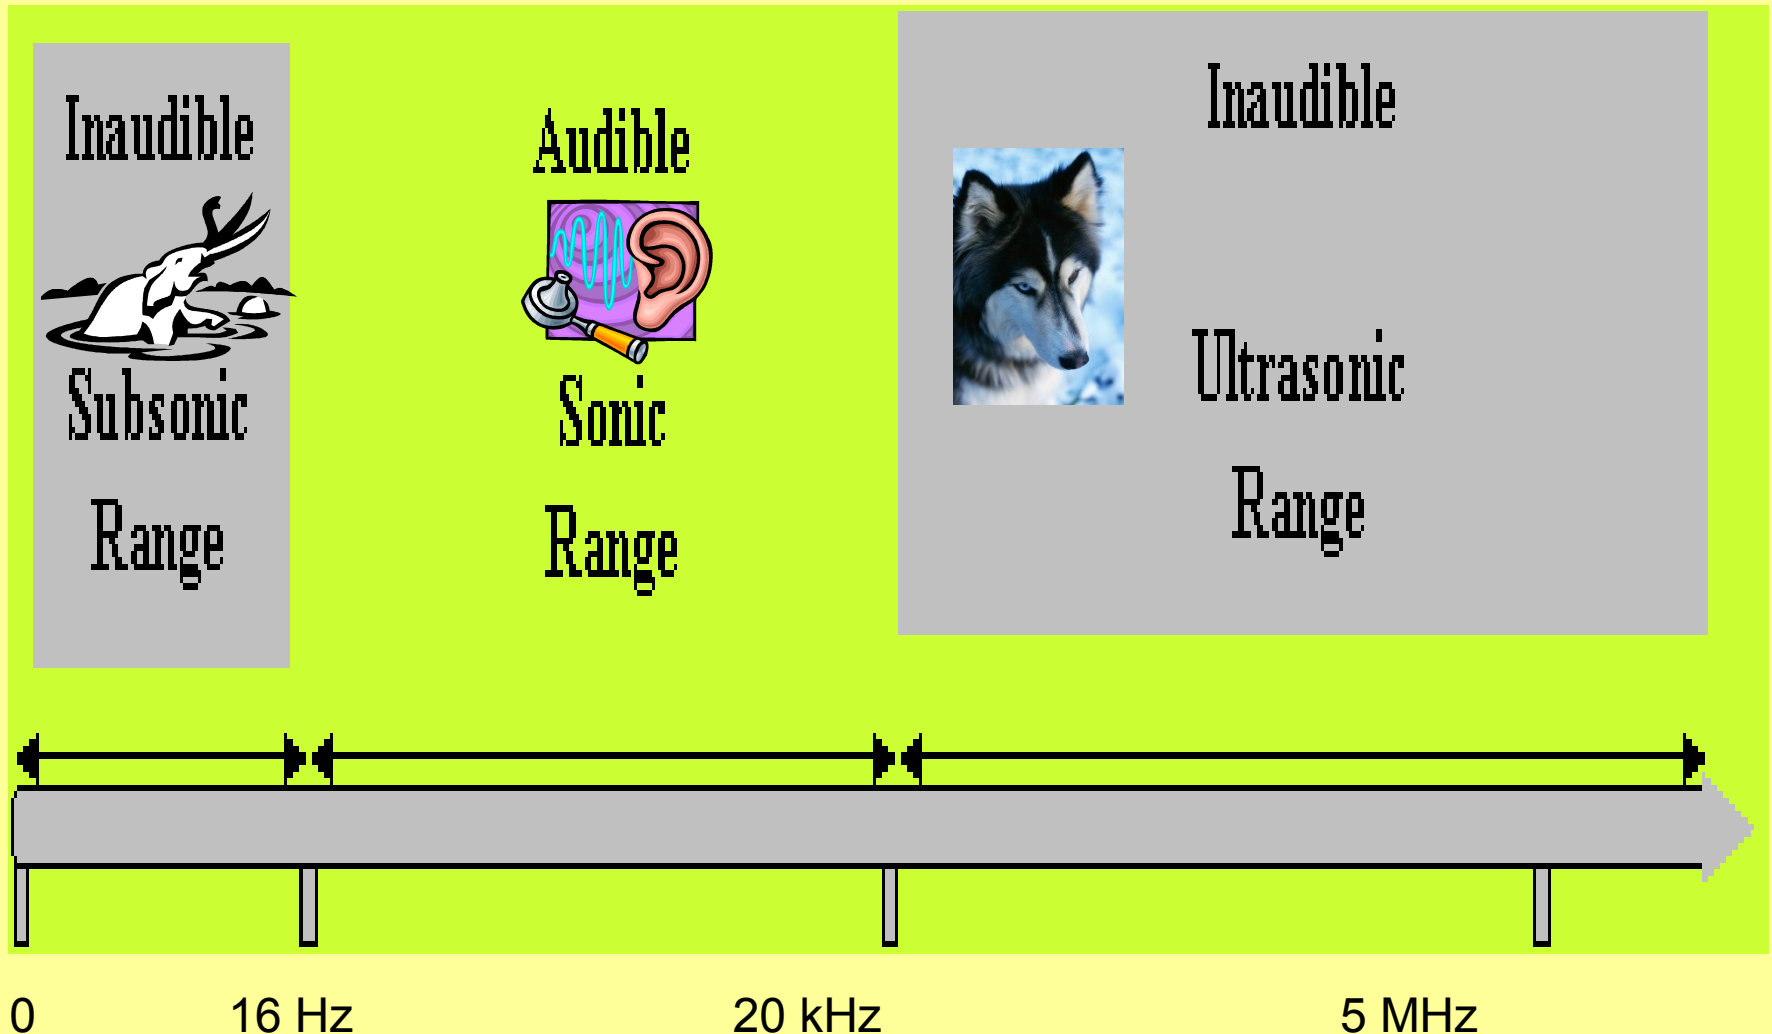 Inaudible
Subsonic
Range
Audible
Sonic
Range
Inaudible
Ultrasonic
Range
0 16 Hz 20 kHz 5 MHz